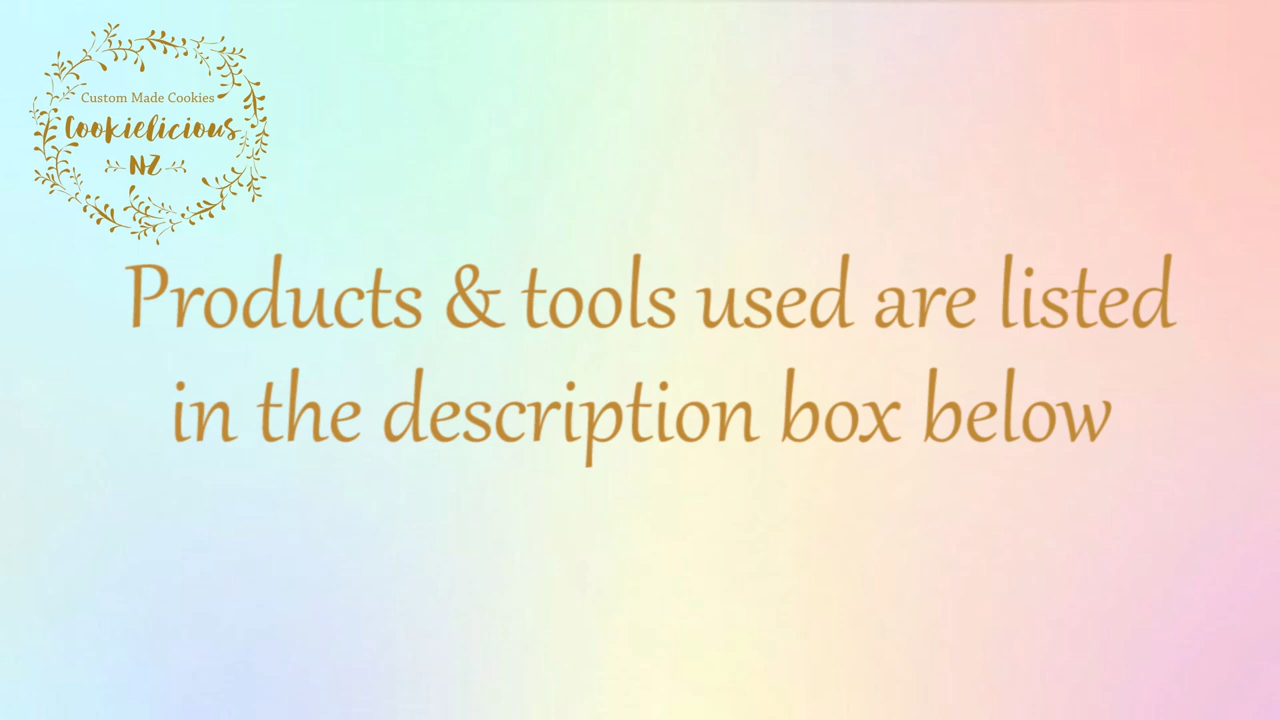 Custom Made Cookies
Cookielicious
NZ
Products & tools used are listed
in the description box below